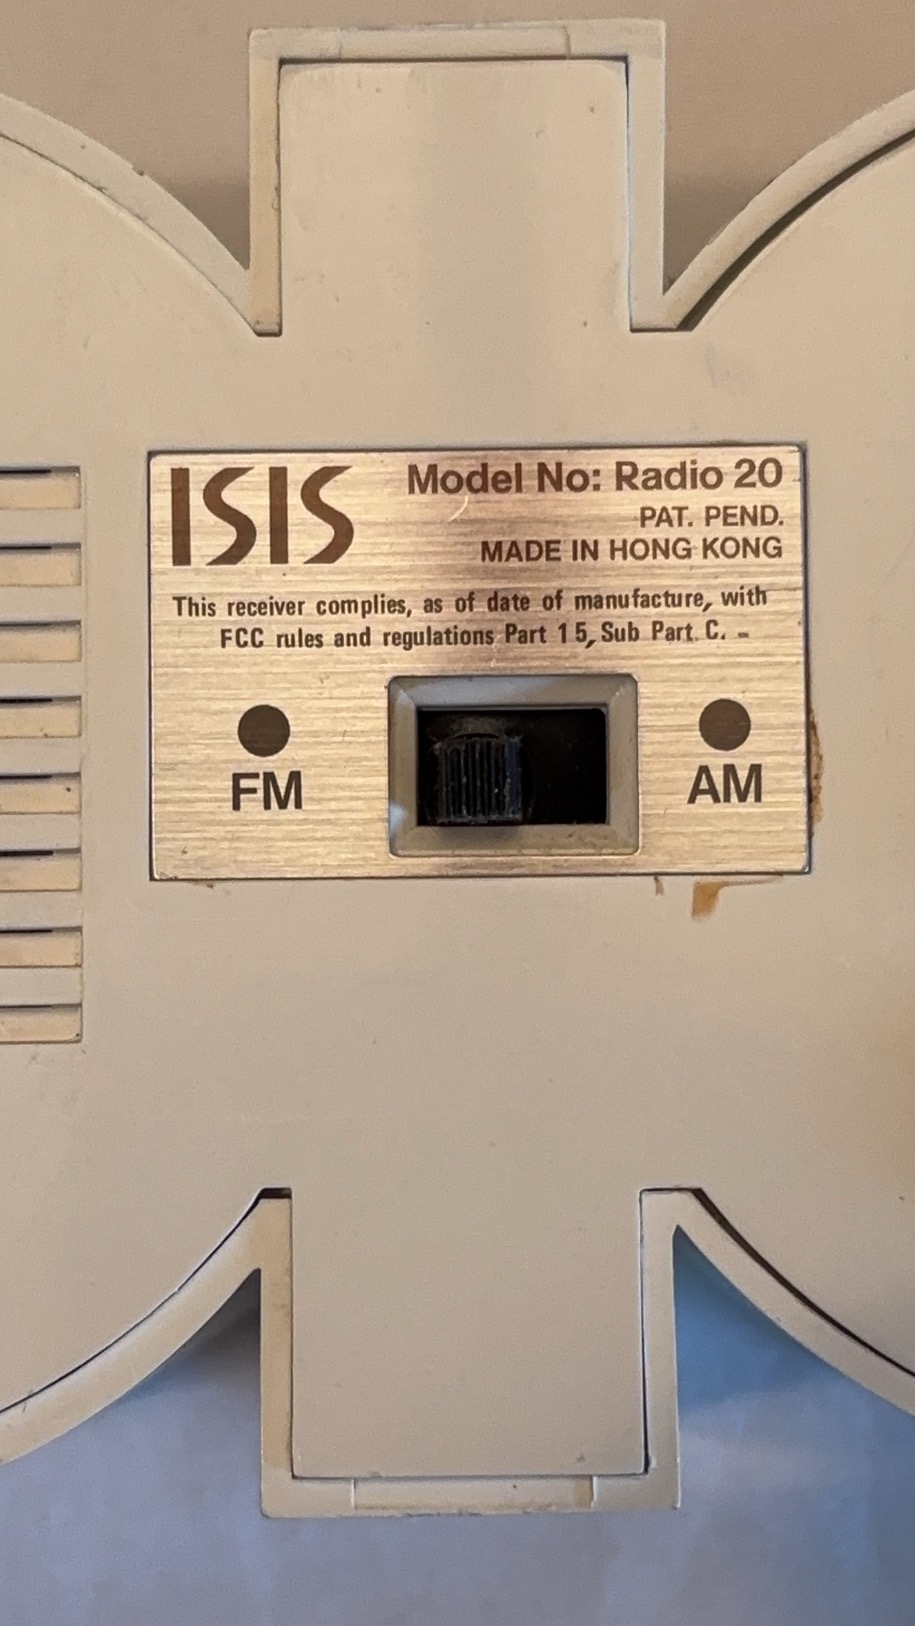 ISIS
Model No: Radio 20
PAT. PEND.
MADE IN HONG KONG
This receiver complies, as of date of manufacture, with
FCC rules and regulations Part 15, Sub Part. C. -
FM
AM